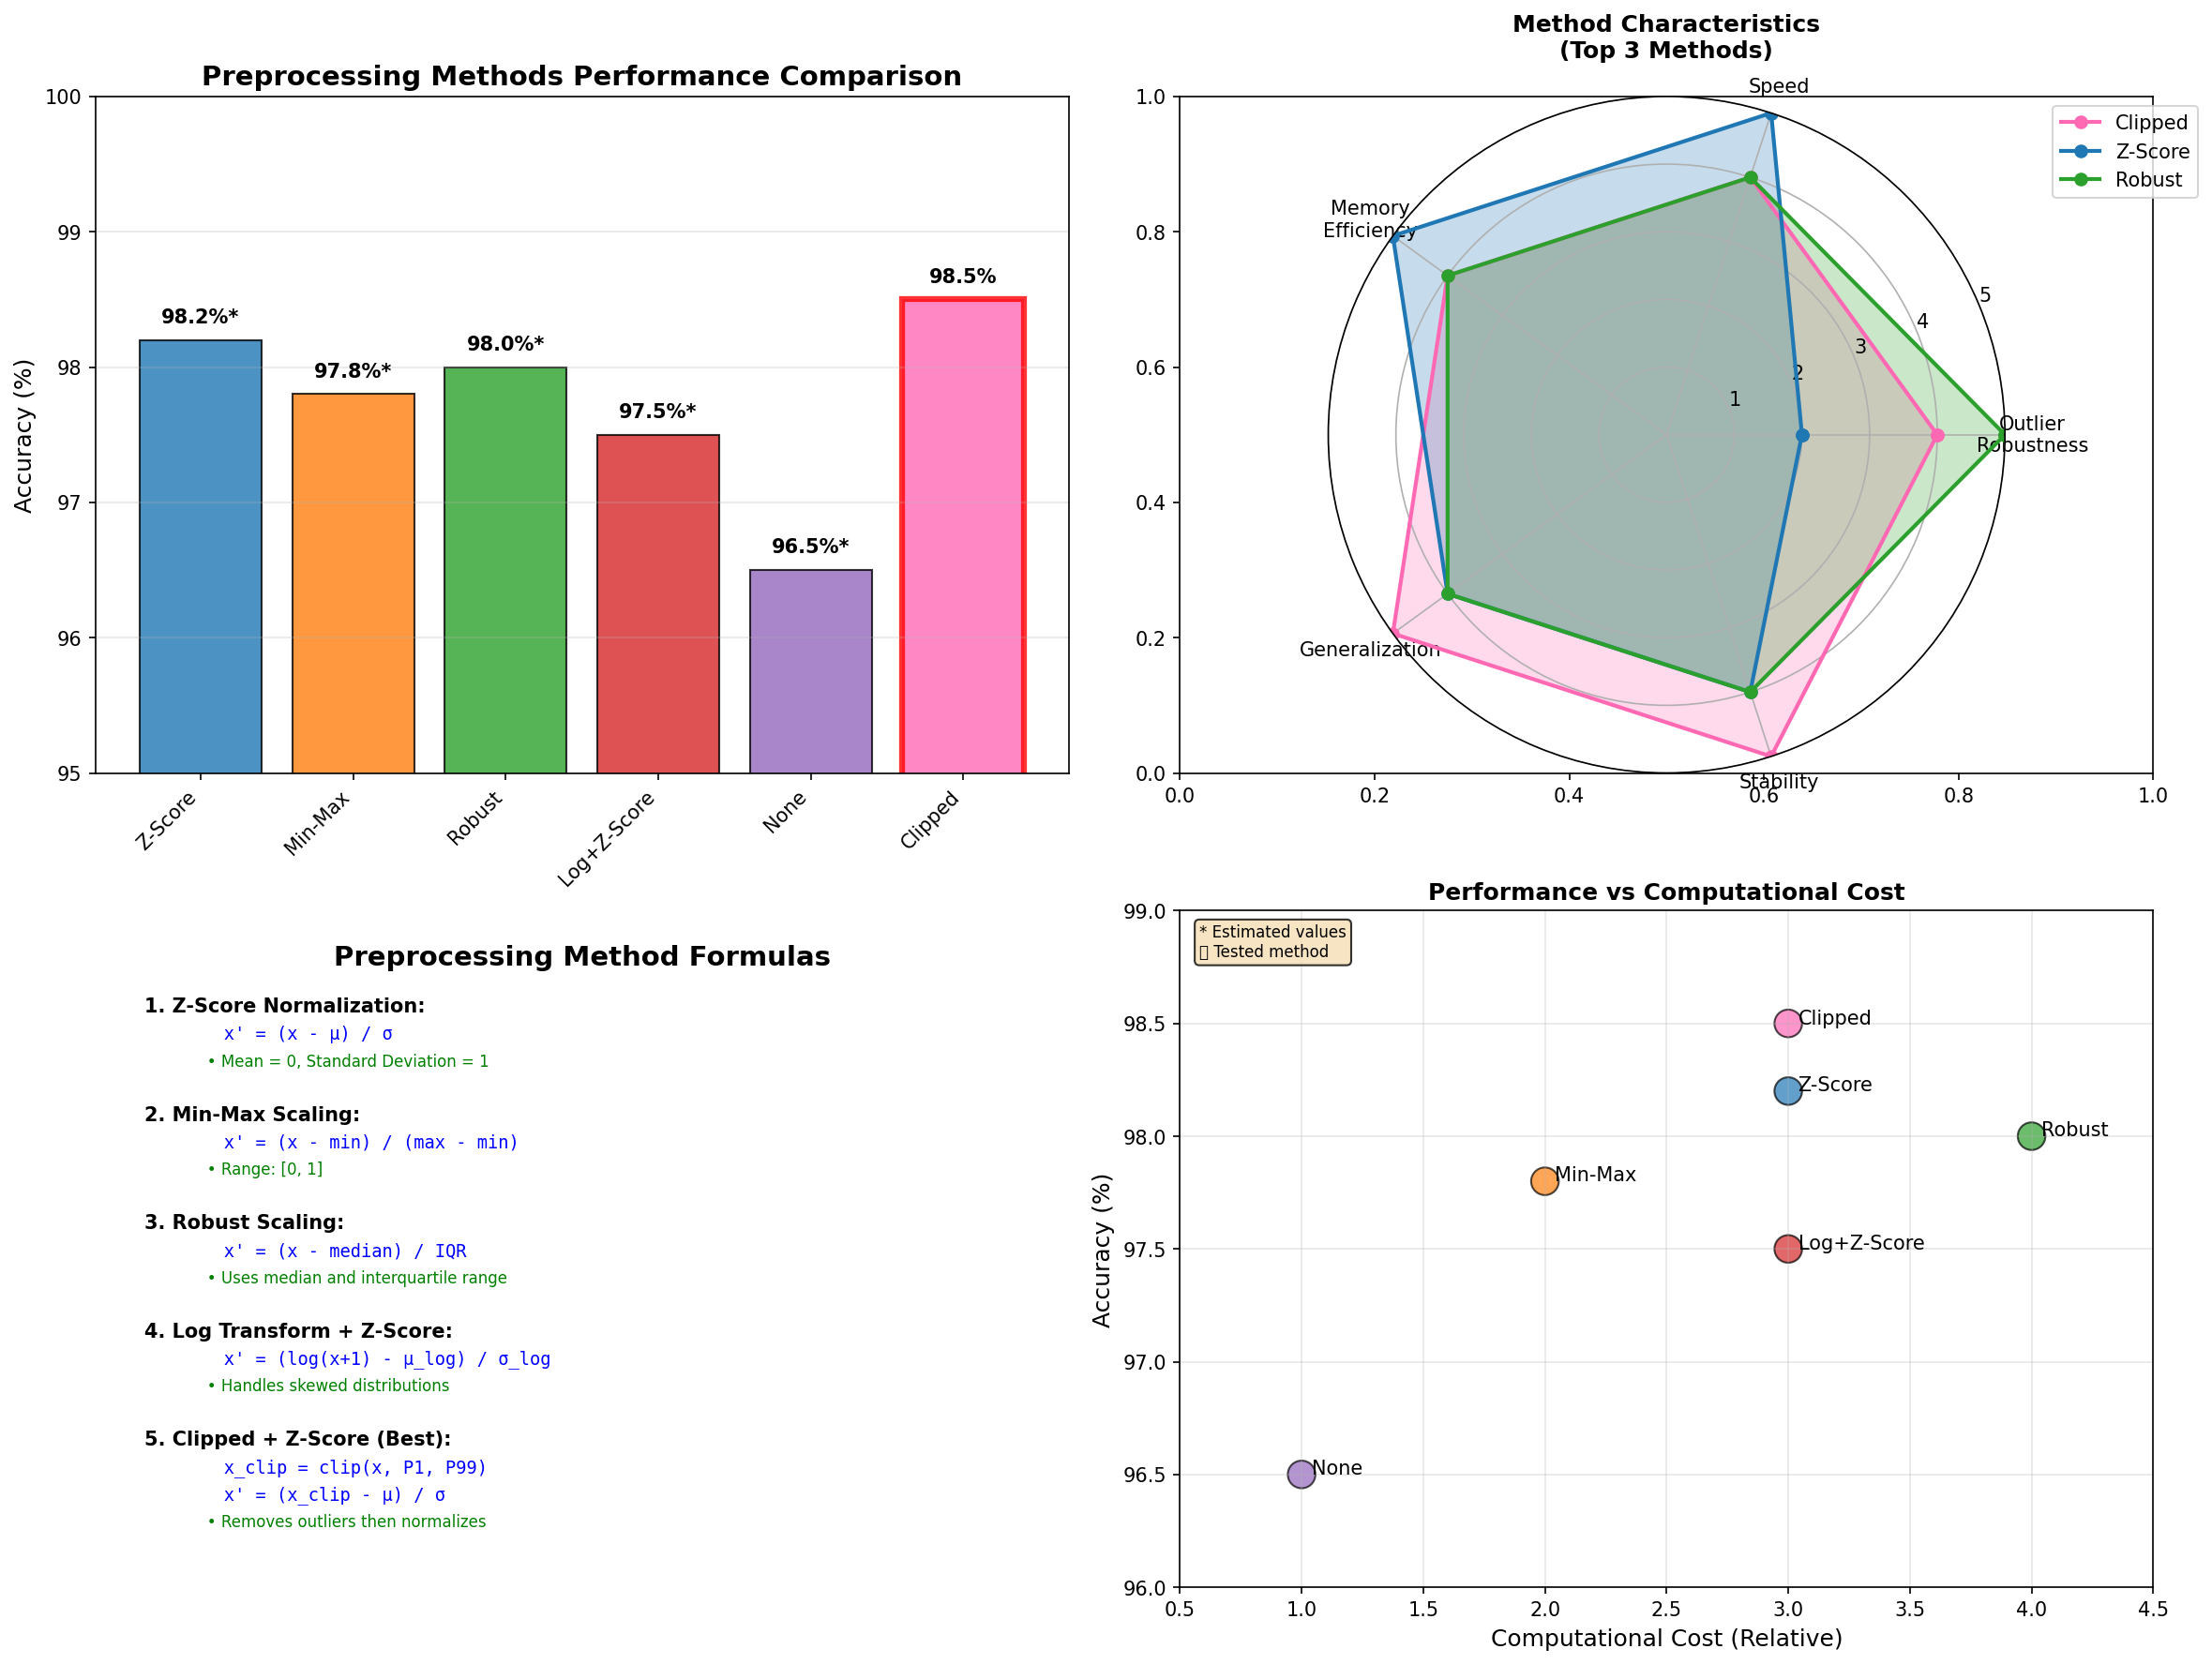 Preprocessing Methods Performance Comparison
100
99
98
97
96
95
Accuracy (%)
98.2%*
97.8%*
98.0%*
97.5%*
96.5%*
98.5%
Z-Score
Min-Max
Robust
Log+Z-Score
None
Clipped
Method Characteristics
(Top 3 Methods)
1.0
0.8
0.6
0.4
0.2
0.0
0.0
0.2
0.4
0.6
0.8
1.0
Speed
Memory
Efficiency
Generalization
Stability
Outlier
Robustness
1
2
3
4
5
Clipped
Z-Score
Robust
Preprocessing Method Formulas
1. Z-Score Normalization:
x' = (x - μ) / σ
• Mean = 0, Standard Deviation = 1
2. Min-Max Scaling:
x' = (x - min) / (max - min)
• Range: [0, 1]
3. Robust Scaling:
x' = (x - median) / IQR
• Uses median and interquartile range
4. Log Transform + Z-Score:
x' = (log(x+1) - μ_log) / σ_log
• Handles skewed distributions
5. Clipped + Z-Score (Best):
x_clip = clip(x, P1, P99)
x' = (x_clip - μ) / σ
• Removes outliers then normalizes
Performance vs Computational Cost
99.0
98.5
98.0
97.5
97.0
96.5
96.0
Accuracy (%)
* Estimated values
Tested method
Clipped
Z-Score
Robust
Min-Max
Log+Z-Score
None
0.5
1.0
1.5
2.0
2.5
3.0
3.5
4.0
4.5
Computational Cost (Relative)